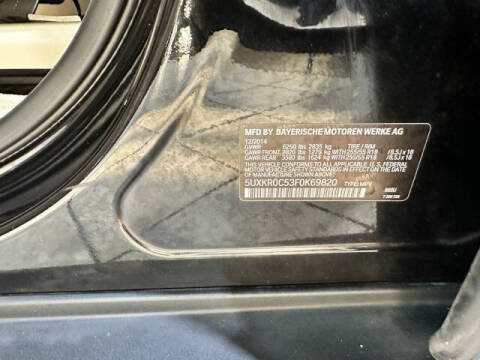 MFD BY BAYERISCHE MOTOREN WERKE AG
12/2014
GVWR 6250 lbs 2835 kg TIRE / RIM
GAWR FRONT 2820 lbs 1279 kg WITH 255/55 R18 /8.5J x 18
GAWR REAR 3580 lbs 1624 kg WITH 255/55 R18 /8.5J x 18
THIS VEHICLE CONFORMS TO ALL APPLICABLE U.S. FEDERAL
MOTOR VEHICLE SAFETY STANDARDS IN EFFECT ON THE DATE
OF MANUFACTURE SHOWN ABOVE.
5UXKR0C53F0K69820 TYPE: MPV